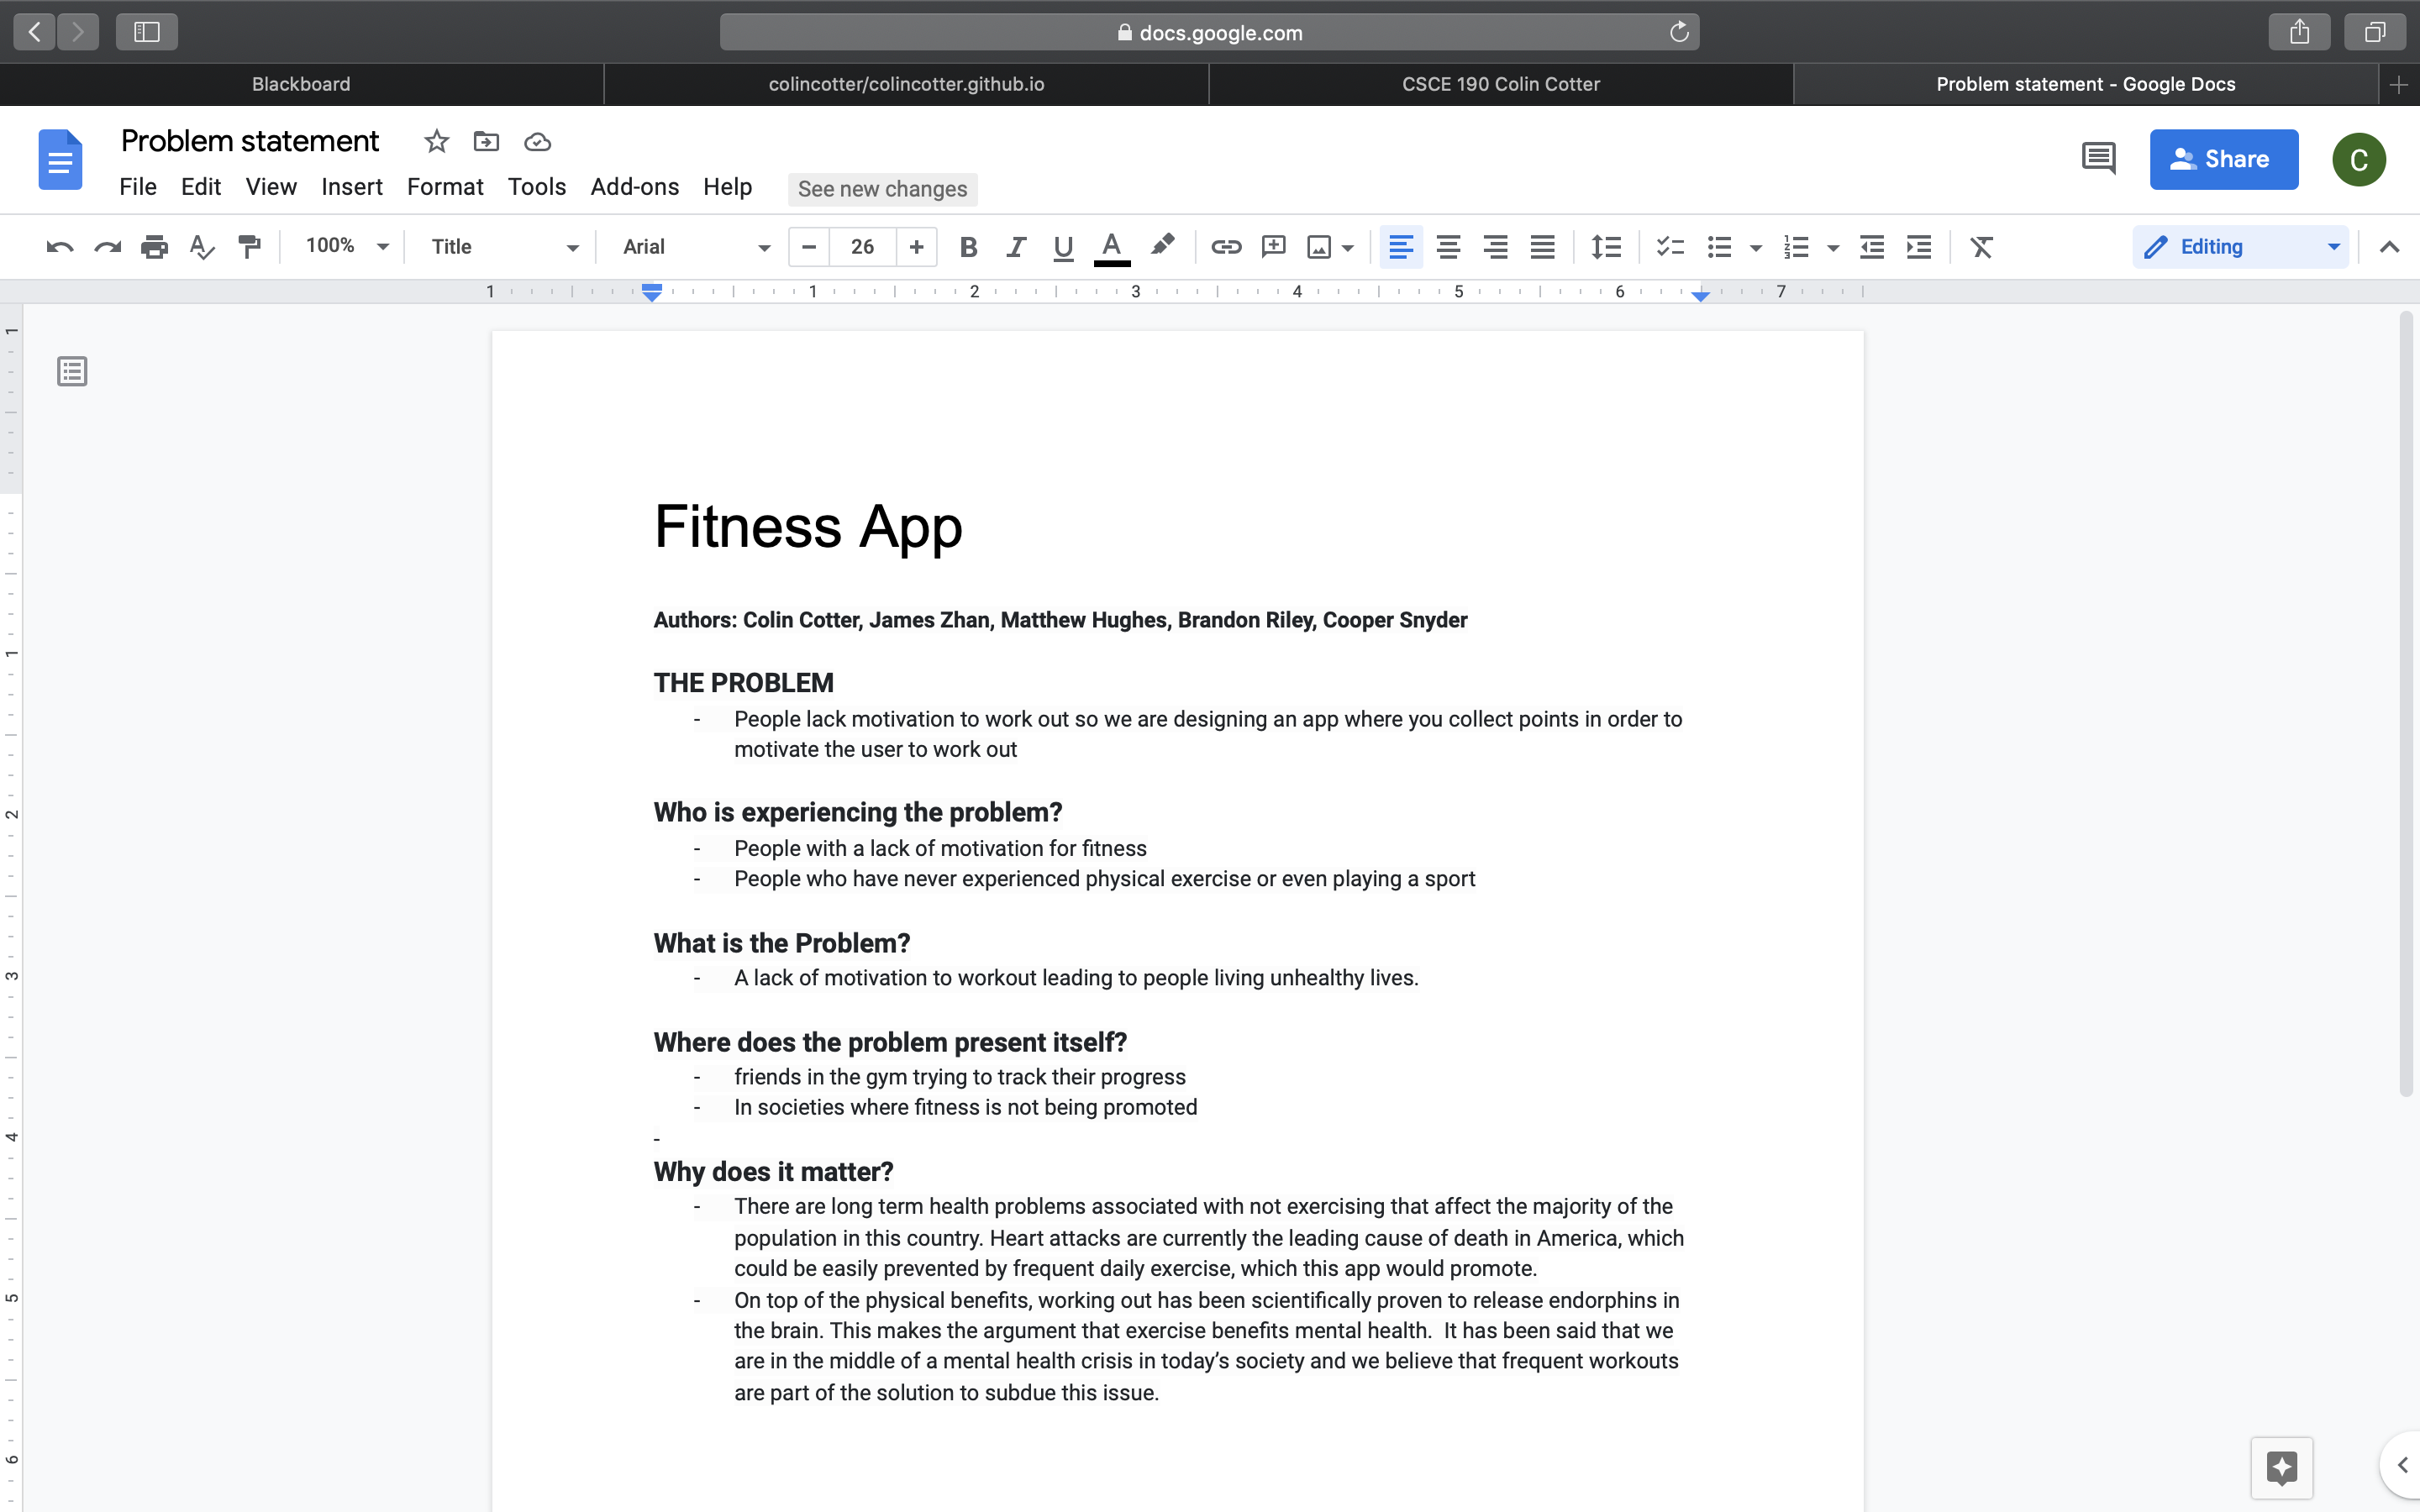 docs.google.com
Blackboard
colincotter/colincotter.github.io
CSCE 190 Colin Cotter
Problem statement - Google Docs
Problem statement
Share
C
File Edit View Insert Format Tools Add-ons Help See new changes
100% Title Arial 26 B I U A Editing
1 1 2 3 4 5 6 7
1
1
2
3
4
5
6
Fitness App
Authors: Colin Cotter, James Zhan, Matthew Hughes, Brandon Riley, Cooper Snyder
THE PROBLEM
- People lack motivation to work out so we are designing an app where you collect points in order to
motivate the user to work out
Who is experiencing the problem?
- People with a lack of motivation for fitness
- People who have never experienced physical exercise or even playing a sport
What is the Problem?
- A lack of motivation to workout leading to people living unhealthy lives.
Where does the problem present itself?
- friends in the gym trying to track their progress
- In societies where fitness is not being promoted
-
Why does it matter?
- There are long term health problems associated with not exercising that affect the majority of the
population in this country. Heart attacks are currently the leading cause of death in America, which
could be easily prevented by frequent daily exercise, which this app would promote.
- On top of the physical benefits, working out has been scientifically proven to release endorphins in
the brain. This makes the argument that exercise benefits mental health.  It has been said that we
are in the middle of a mental health crisis in today’s society and we believe that frequent workouts
are part of the solution to subdue this issue.